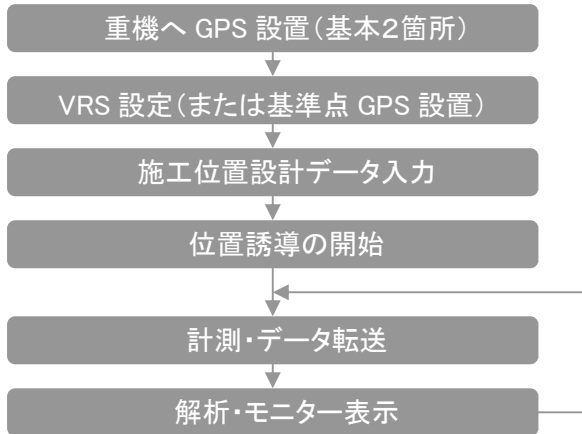 重機へ GPS 設置（基本２箇所）
VRS 設定（または基準点 GPS 設置）
施工位置設計データ入力
位置誘導の開始
計測・データ転送
解析・モニター表示